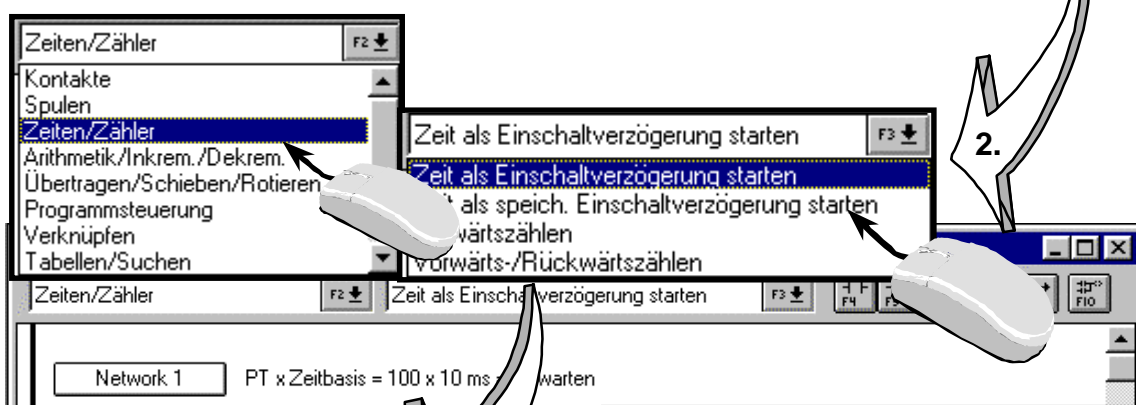 Zeiten/Zähler F2
Kontakte
Spulen
Zeiten/Zähler
Arithmetik/Inkrem./Dekrem.
Übertragen/Schieben/Rotieren
Programmsteuerung
Verknüpfen
Tabellen/Suchen
Zeit als Einschaltverzögerung starten F3
Zeit als Einschaltverzögerung starten
als speich. Einschaltverzögerung starten
wärtszählen
Vorwärts-/Rückwärtszählen
2.
Zeiten/Zähler F2 Zeit als Einschaltverzögerung starten F3 F4 F10
Network 1 PT x Zeitbasis = 100 x 10 ms warten